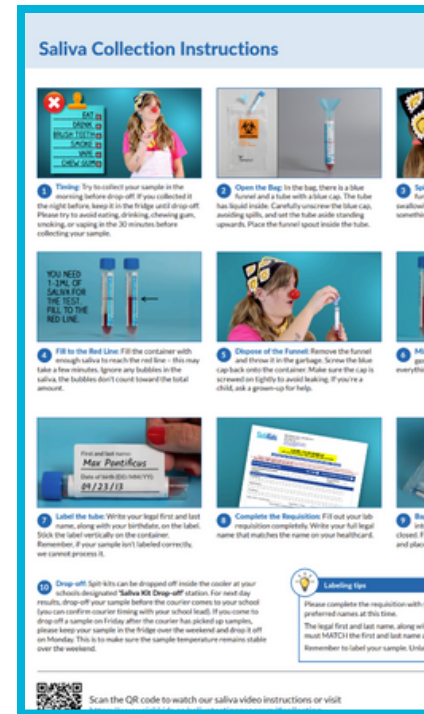 Saliva Collection Instructions
EAT
DRINK
BRUSH TEETH
SMOKE
VAPE
CHEW GUM
1 Timing: Try to collect your sample in the
morning before drop-off. If you collected it
the night before, keep it in the fridge until drop-off.
Please try to avoid eating, drinking, chewing gum,
smoking, or vaping in the 30 minutes before
collecting your sample.
2 Open the Bag: In the bag, there is a blue
funnel and a tube with a blue cap. The tube
has liquid inside. Carefully unscrew the blue cap,
avoiding spills, and set the tube aside standing
upwards. Place the funnel spout inside the tube.
3
swallow
YOU NEED
1-2ML OF
SALIVA FOR
THE TEST.
FILL TO THE
RED LINE.
4 Fill to the Red Line: Fill the container with
enough saliva to reach the red line – this may
take a few minutes. Ignore any bubbles in the
saliva, the bubbles don't count toward the total
amount.
5 Dispose of the Funnel: Remove the funnel
and throw it in the garbage. Screw the blue
cap back onto the container. Make sure the cap is
screwed on tightly to avoid leaking. If you're a
child, ask a grown-up for help.
6
First and last name:
Max Pontificus
Date of birth (DD/MM/YY):
09/23/13
7 Label the tube: Write your legal first and last
name, along with your birthdate, on the label.
Stick the label vertically on the container.
Remember, if your sample isn't labeled correctly,
we cannot process it.
SickKids
8 Complete the Requisition: Fill out your lab
requisition completely. Write your full legal
name that matches the name on your healthcard.
9
closed. F
and place
10 Drop-off: Spit-kits can be dropped off inside the cooler at your
schools designated 'Saliva Kit Drop-off' station. For next day
results, drop-off your sample before the courier comes to your school
(you can confirm courier timing with your school lead). If you come to
drop off a sample on Friday after the courier has picked up samples,
please keep your sample in the fridge over the weekend and drop it off
on Monday. This is to make sure the sample temperature remains stable
over the weekend.
Labeling tips
Please complete the requisition with
preferred names at this time.
The legal first and last name, along wi
must MATCH the first and last name a
Remember to label your sample. Unla
Scan the QR code to watch our saliva video instructions or visit